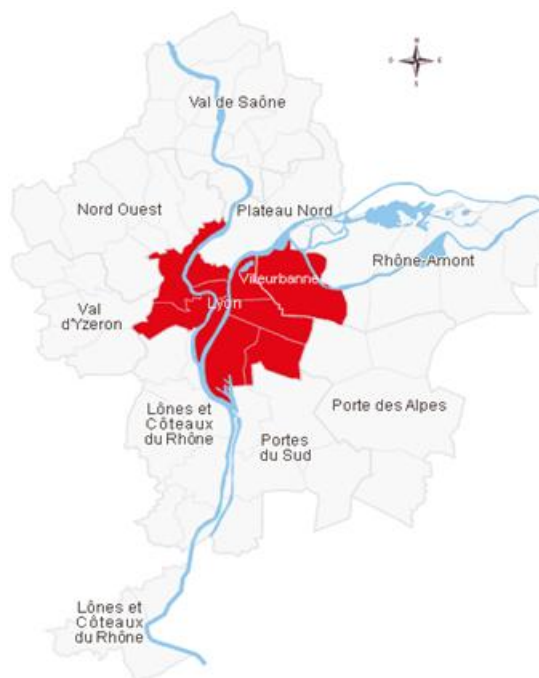 N
O
E
S
Val de Saône
Nord Ouest
Plateau Nord
Rhône-Amont
Villeurbanne
Lyon
Val
d'Yzeron
Lônes et
Côteaux
du Rhône
Porte des Alpes
Portes
du Sud
Lônes et
Côteaux
du Rhône